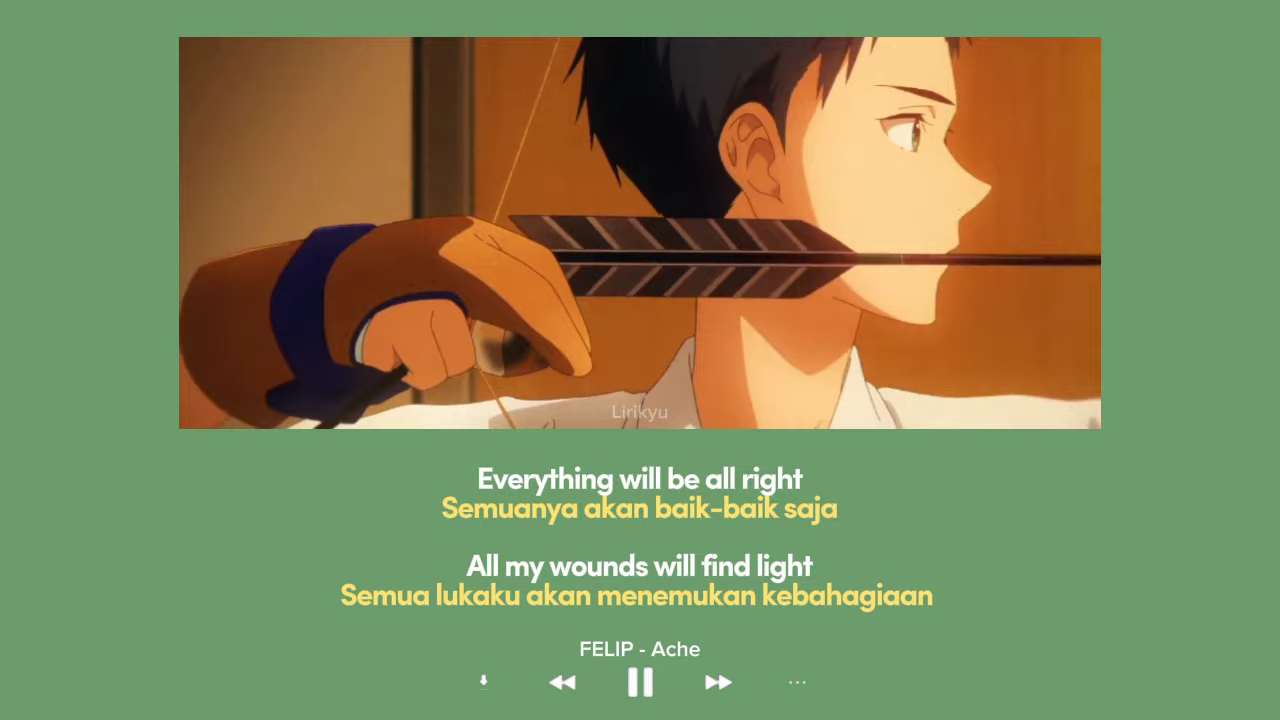 Lirikyu
Everything will be all right
Semuanya akan baik-baik saja
All my wounds will find light
Semua lukaku akan menemukan kebahagiaan
FELIP - Ache